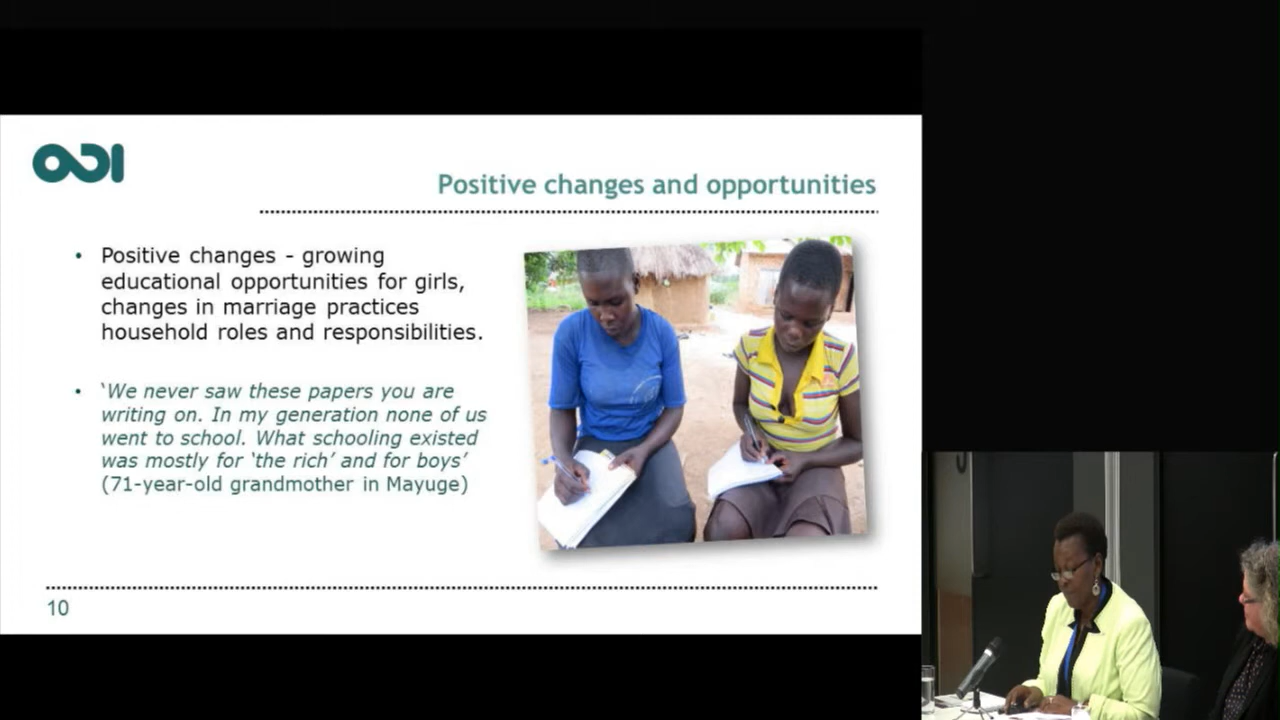 ODI
Positive changes and opportunities
• Positive changes - growing
educational opportunities for girls,
changes in marriage practices
household roles and responsibilities.
• ‘We never saw these papers you are
writing on. In my generation none of us
went to school. What schooling existed
was mostly for ‘the rich’ and for boys’
(71-year-old grandmother in Mayuge)
10